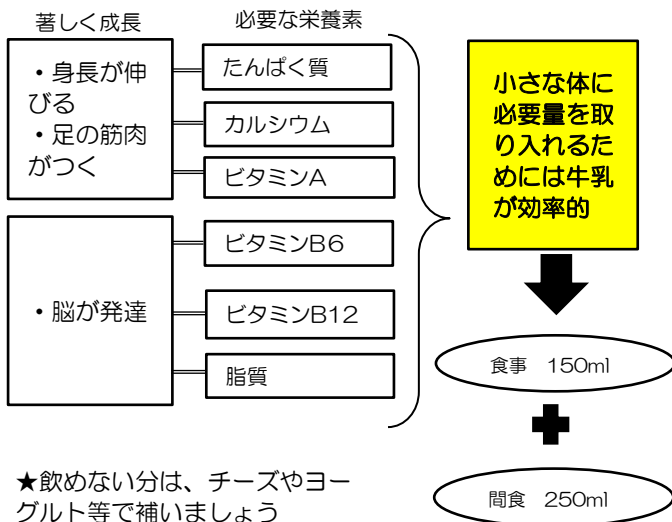 著しく成長
必要な栄養素
・身長が伸
びる
・足の筋肉
がつく
たんぱく質
カルシウム
ビタミンA
・脳が発達
ビタミンB6
ビタミンB12
脂質
小さな体に
必要量を取
り入れるた
めには牛乳
が効率的
食事　150ml
間食　250ml
★飲めない分は、チーズやヨー
グルト等で補いましょう